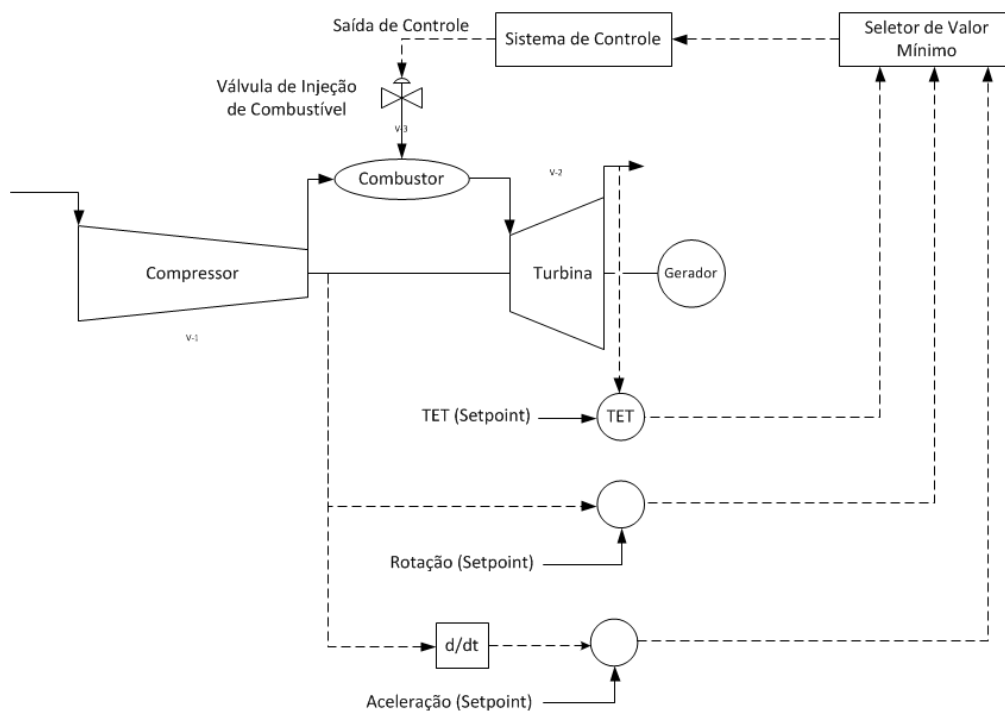 Saída de Controle
Sistema de Controle
Seletor de Valor
Mínimo
Válvula de Injeção
de Combustível
V-3
Combustor
V-2
Compressor
Turbina
Gerador
V-1
TET (Setpoint)
TET
Rotação (Setpoint)
d/dt
Aceleração (Setpoint)